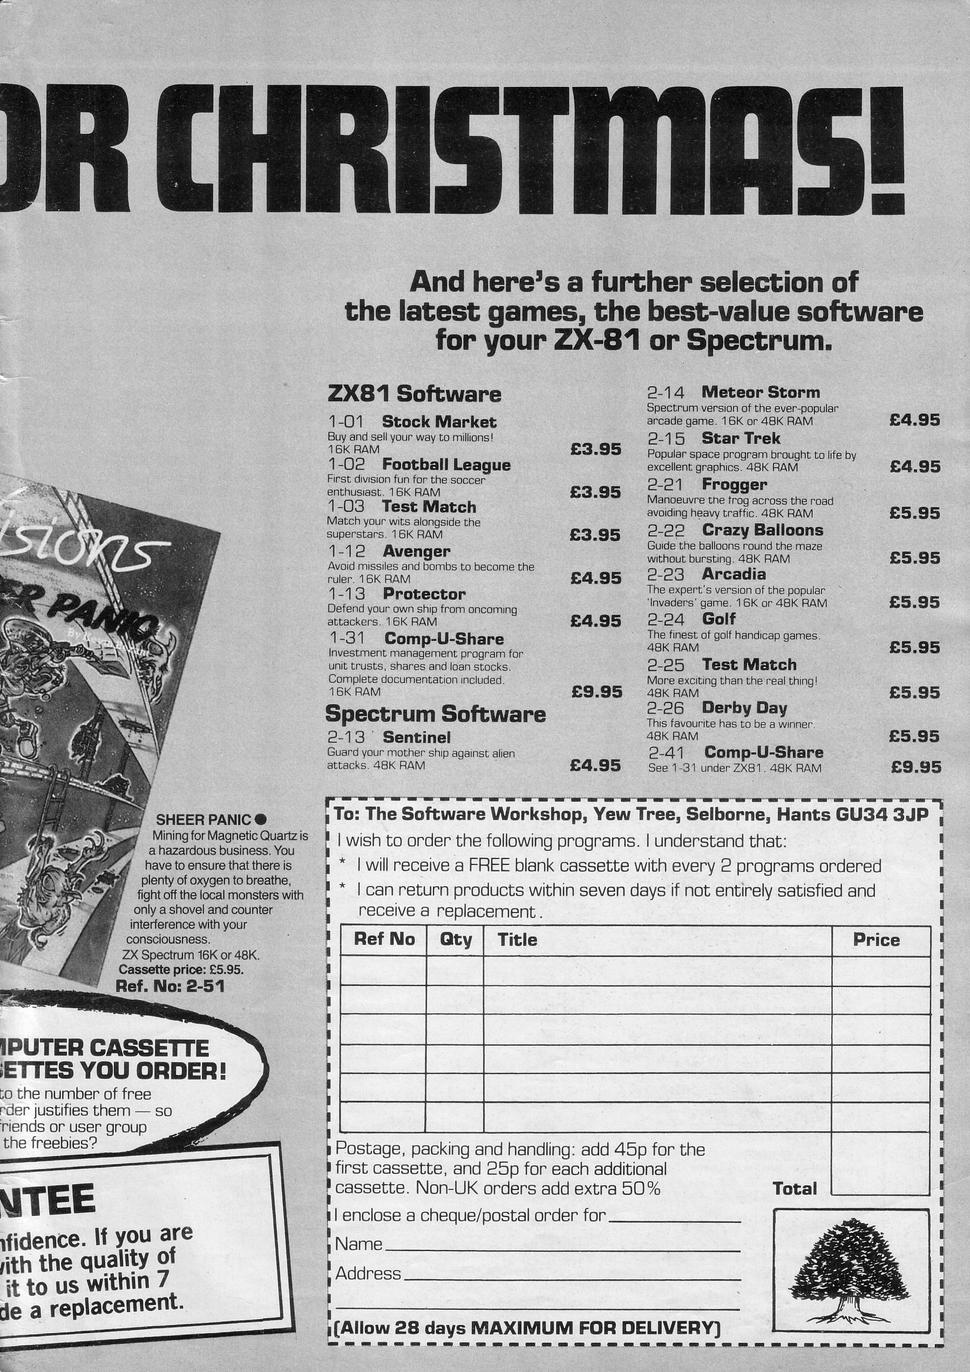 OR CHRISTMAS!
And here's a further selection of
the latest games, the best-value software
for your ZX-81 or Spectrum.
ZX81 Software
1-01 Stock Market
Buy and sell your way to millions!
16K RAM £3.95
1-02 Football League
First division fun for the soccer
enthusiast. 16K RAM £3.95
1-03 Test Match
Match your wits alongside the
superstars. 16K RAM £3.95
1-12 Avenger
Avoid missiles and bombs to become the
ruler. 16K RAM £4.95
1-13 Protector
Defend your own ship from oncoming
attackers. 16K RAM £4.95
1-31 Comp-U-Share
Investment management program for
unit trusts, shares and loan stocks.
Complete documentation included.
16K RAM £9.95
Spectrum Software
2-13 Sentinel
Guard your mother ship against alien
attacks. 48K RAM £4.95
2-14 Meteor Storm
Spectrum version of the ever-popular
arcade game. 16K or 48K RAM £4.95
2-15 Star Trek
Popular space program brought to life by
excellent graphics. 48K RAM £4.95
2-21 Frogger
Manoeuvre the frog across the road
avoiding heavy traffic. 48K RAM £5.95
2-22 Crazy Balloons
Guide the balloons round the maze
without bursting. 48K RAM £5.95
2-23 Arcadia
The expert's version of the popular
'Invaders' game. 16K or 48K RAM £5.95
2-24 Golf
The finest of golf handicap games.
48K RAM £5.95
2-25 Test Match
More exciting than the real thing!
48K RAM £5.95
2-26 Derby Day
This favourite has to be a winner.
48K RAM £5.95
2-41 Comp-U-Share
See 1-31 under ZX81. 48K RAM £9.95
isions
ER PANIC
SHEER PANIC ●
Mining for Magnetic Quartz is
a hazardous business. You
have to ensure that there is
plenty of oxygen to breathe,
fight off the local monsters with
only a shovel and counter
interference with your
consciousness.
ZX Spectrum 16K or 48K.
Cassette price: £5.95.
Ref. No: 2-51
MPUTER CASSETTE
SETTES YOU ORDER!
to the number of free
rder justifies them — so
friends or user group
the freebies?
NTEE
nfidence. If you are
with the quality of
it to us within 7
de a replacement.
To: The Software Workshop, Yew Tree, Selborne, Hants GU34 3JP
I wish to order the following programs. I understand that:
* I will receive a FREE blank cassette with every 2 programs ordered
* I can return products within seven days if not entirely satisfied and
receive a replacement.
Ref No Qty Title Price
Postage, packing and handling: add 45p for the
first cassette, and 25p for each additional
cassette. Non-UK orders add extra 50%
Total
I enclose a cheque/postal order for
Name
Address
(Allow 28 days MAXIMUM FOR DELIVERY)